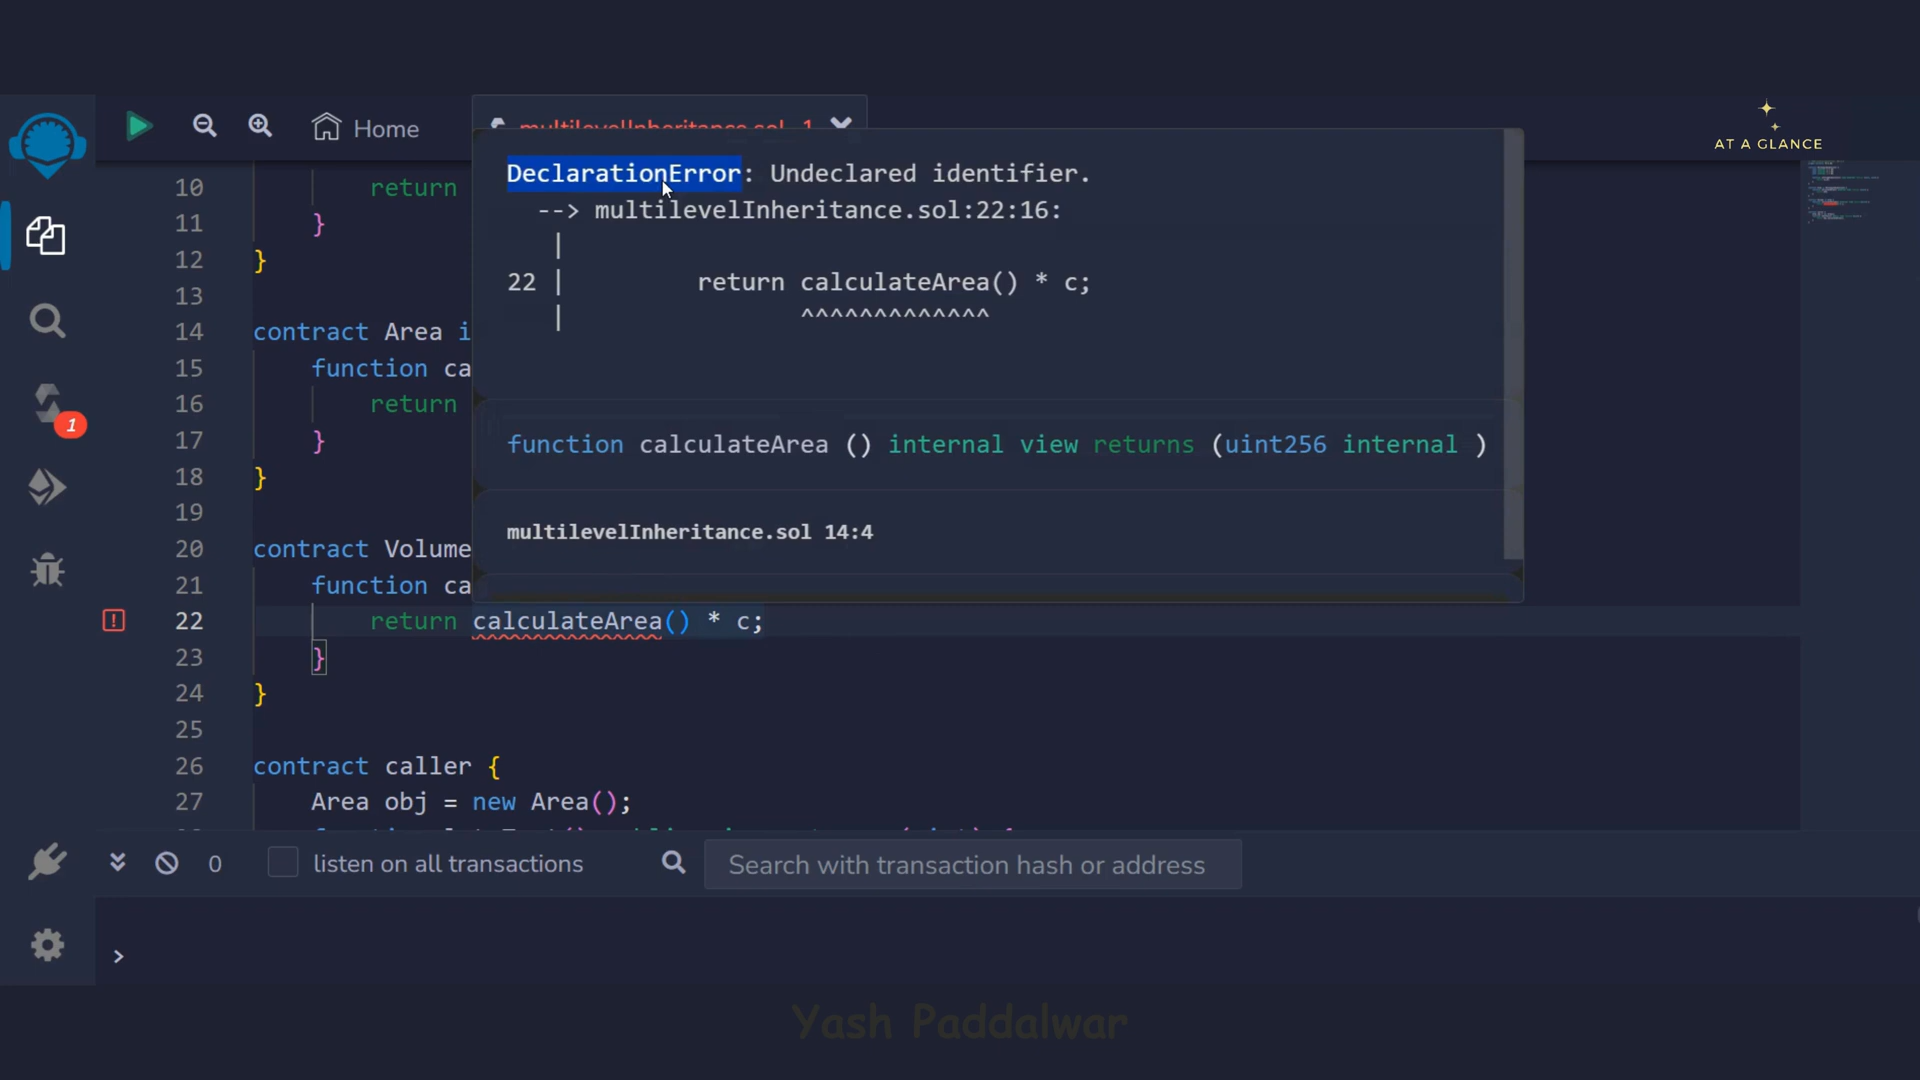 AT A GLANCE
Home
multilevelInheritance.sol 1
DeclarationError: Undeclared identifier.
--> multilevelInheritance.sol:22:16:
|
22 |         return calculateArea() * c;
|                ^^^^^^^^^^^^^
function calculateArea () internal view returns (uint256 internal )
multilevelInheritance.sol 14:4
10 return
11 }
12 }
13
14 contract Area i
15 function ca
16 return
17 }
18 }
19
20 contract Volume
21 function ca
22 return calculateArea() * c;
23 }
24 }
25
26 contract caller {
27 Area obj = new Area();
1
0 listen on all transactions Search with transaction hash or address
>
Yash Paddalwar